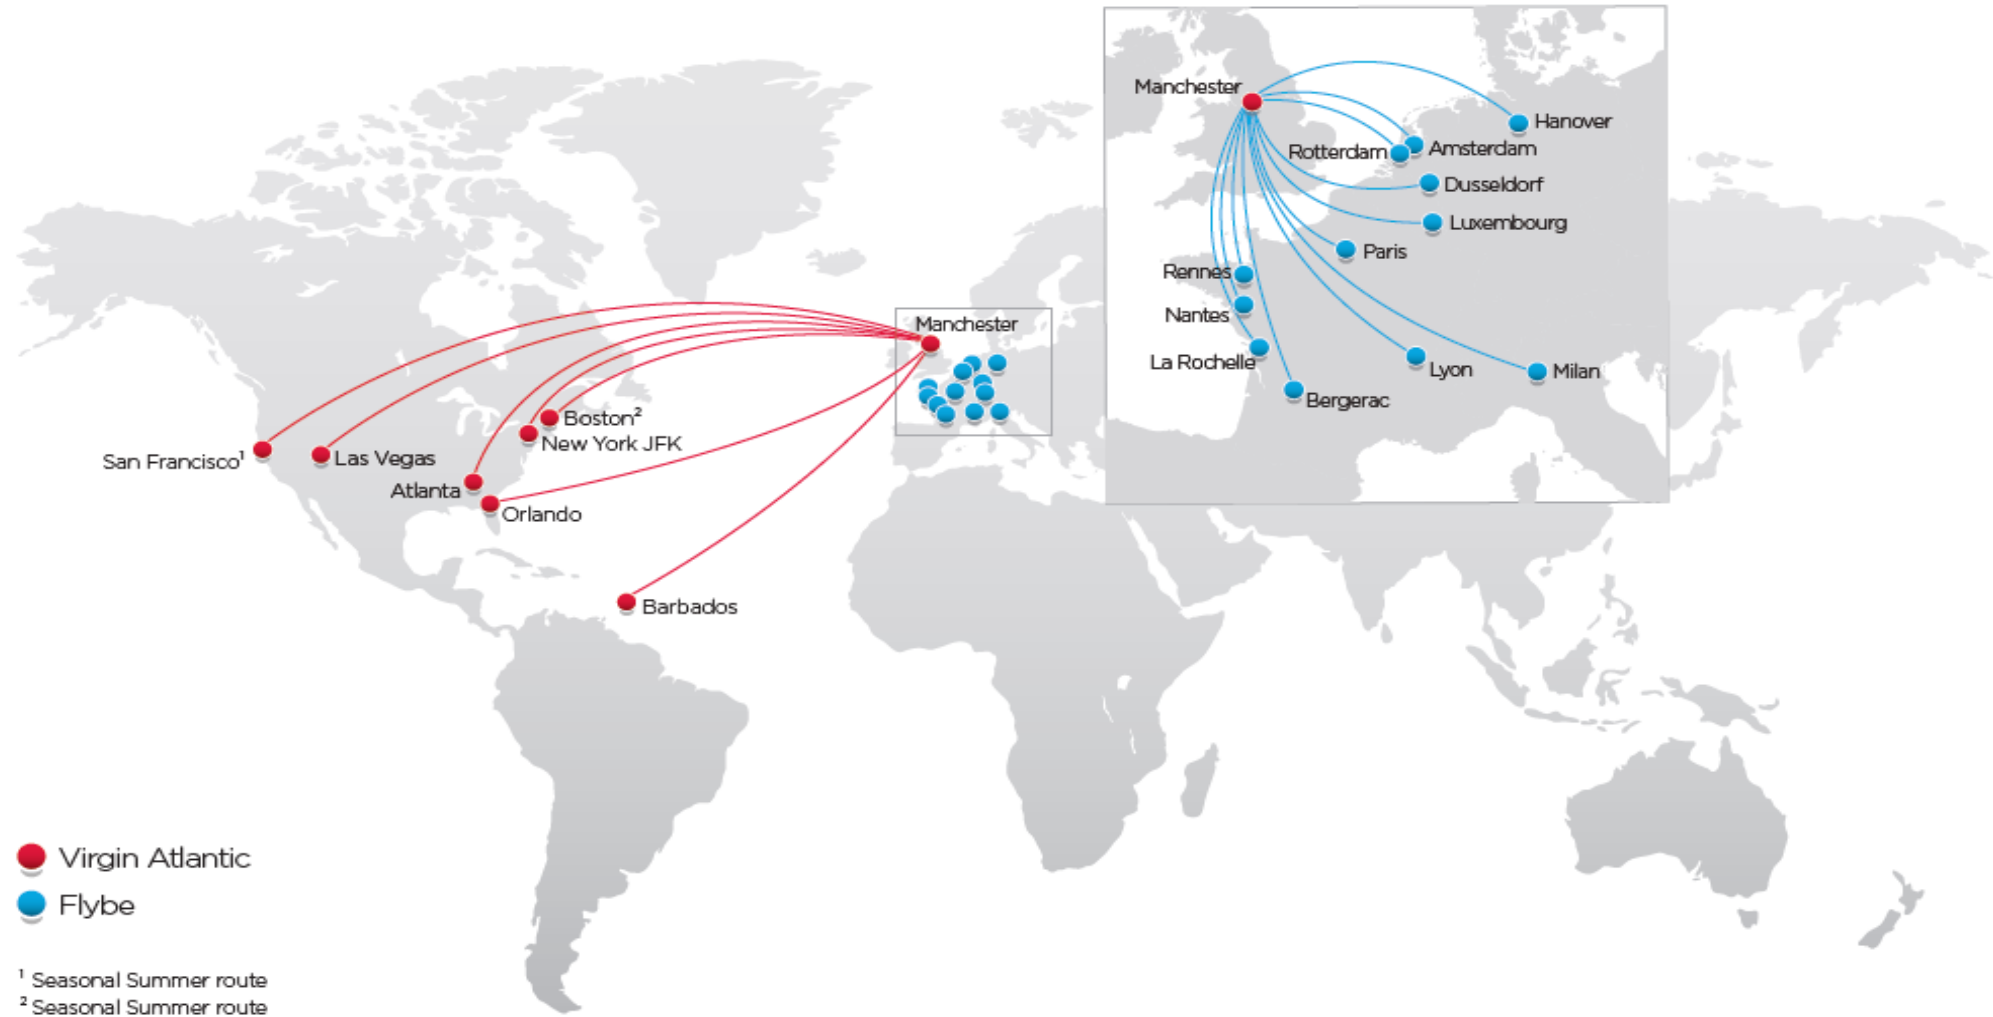 Manchester
San Francisco¹
Las Vegas
Atlanta
Boston²
New York JFK
Orlando
Barbados
Manchester
Hanover
Rotterdam
Amsterdam
Dusseldorf
Luxembourg
Paris
Rennes
Nantes
La Rochelle
Bergerac
Lyon
Milan
Virgin Atlantic
Flybe
¹ Seasonal Summer route
² Seasonal Summer route